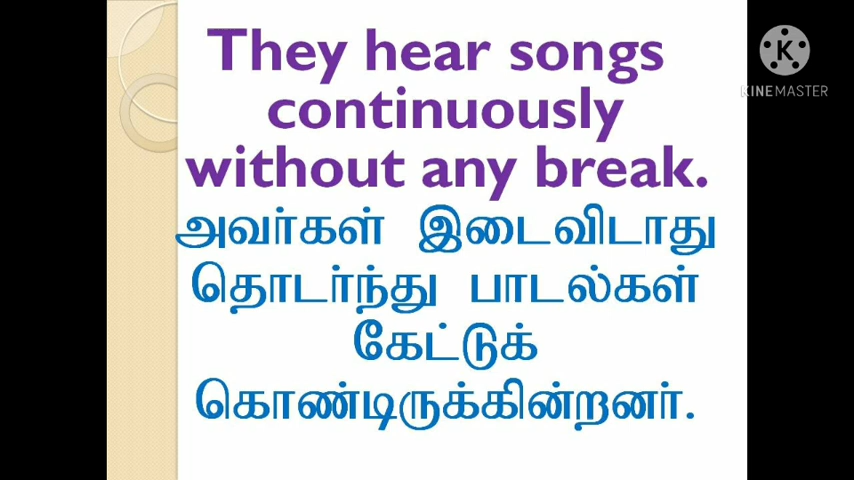 They hear songs
continuously
without any break.
அவர்கள் இடைவிடாது
தொடர்ந்து பாடல்கள்
கேட்டுக்
கொண்டிருக்கின்றனர்.
K
KINEMASTER